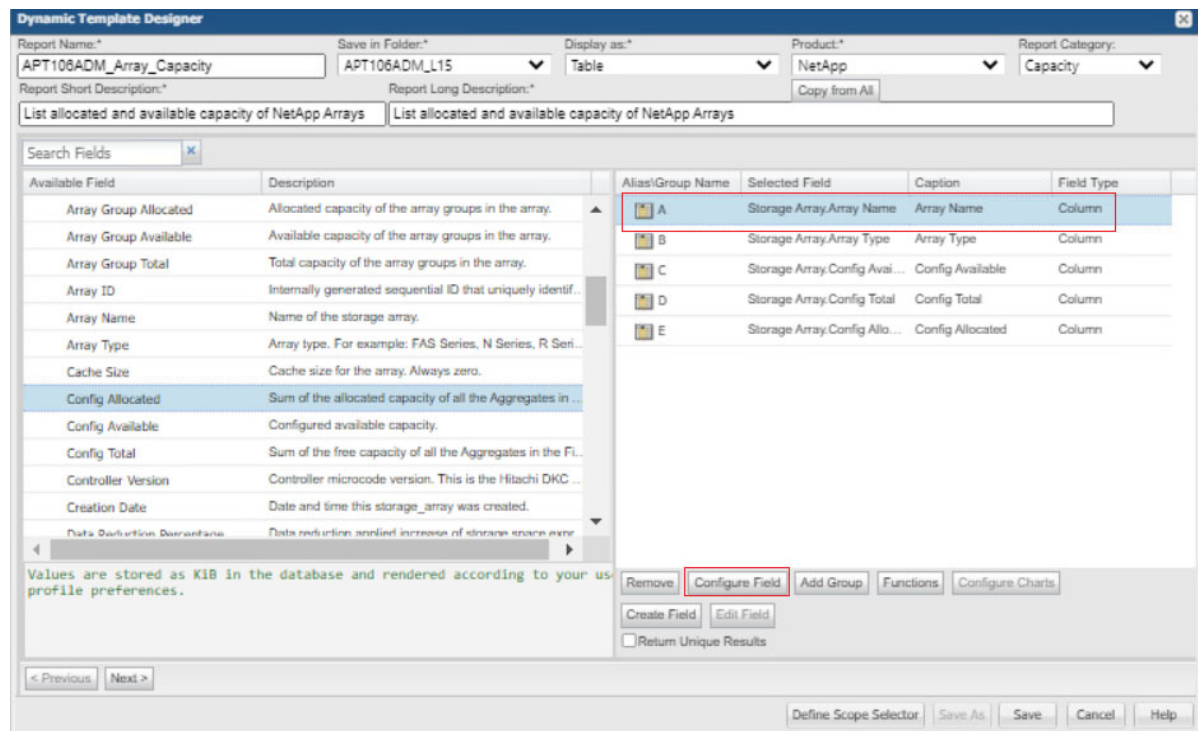 Dynamic Template Designer
Report Name:* Save in Folder:* Display as:* Product:* Report Category:
APT106ADM_Array_Capacity APT106ADM_L15 Table NetApp Capacity
Report Short Description:* Report Long Description:* Copy from All
List allocated and available capacity of NetApp Arrays List allocated and available capacity of NetApp Arrays
Search Fields
Available Field Description Alias\Group Name Selected Field Caption Field Type
Array Group Allocated Allocated capacity of the array groups in the array. A Storage Array.Array Name Array Name Column
Array Group Available Available capacity of the array groups in the array. B Storage Array.Array Type Array Type Column
Array Group Total Total capacity of the array groups in the array. C Storage Array.Config Avai... Config Available Column
Array ID Internally generated sequential ID that uniquely identif.. D Storage Array.Config Total Config Total Column
Array Name Name of the storage array. E Storage Array.Config Allo... Config Allocated Column
Array Type Array type. For example: FAS Series, N Series, R Seri..
Cache Size Cache size for the array. Always zero.
Config Allocated Sum of the allocated capacity of all the Aggregates in ...
Config Available Configured available capacity.
Config Total Sum of the free capacity of all the Aggregates in the Fi..
Controller Version Controller microcode version. This is the Hitachi DKC ...
Creation Date Date and time this storage_array was created.
Data Reduction Percentage Data reduction applied increase of storage space expr
Values are stored as KiB in the database and rendered according to your us
profile preferences.
Remove Configure Field Add Group Functions Configure Charts
Create Field Edit Field
Return Unique Results
< Previous Next >
Define Scope Selector Save As Save Cancel Help